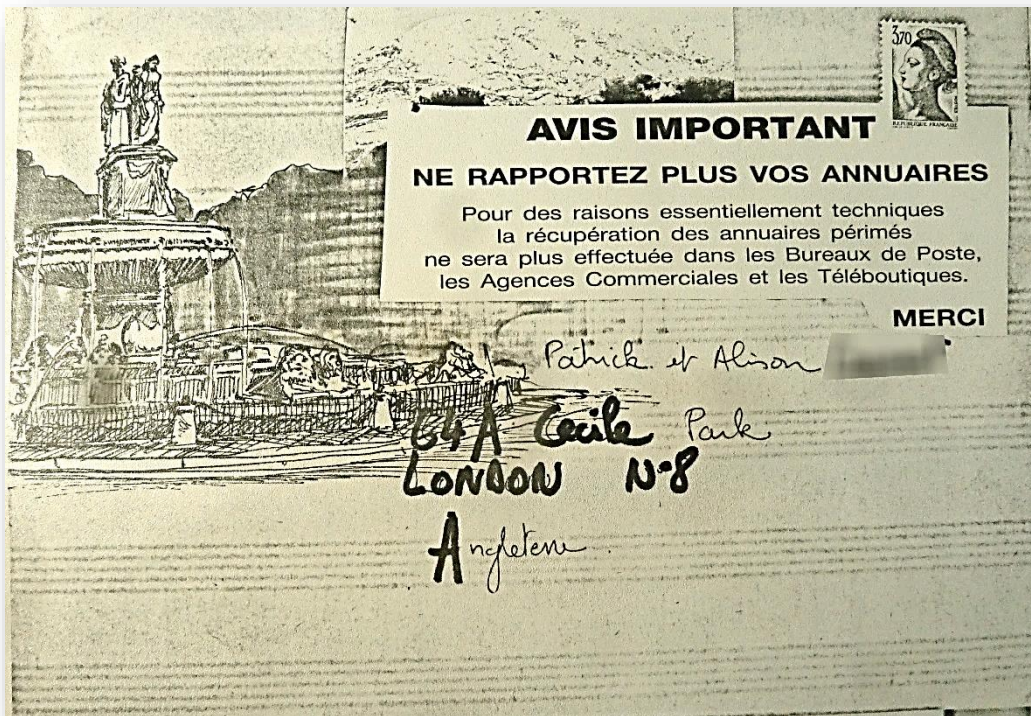 3,70
REPUBLIQUE FRANÇAISE
AVIS IMPORTANT
NE RAPPORTEZ PLUS VOS ANNUAIRES
Pour des raisons essentiellement techniques
la récupération des annuaires périmés
ne sera plus effectuée dans les Bureaux de Poste,
les Agences Commerciales et les Téléboutiques.
MERCI
Patrick et Alison
64A Cecile Park
LONDON N-8
Angleterre